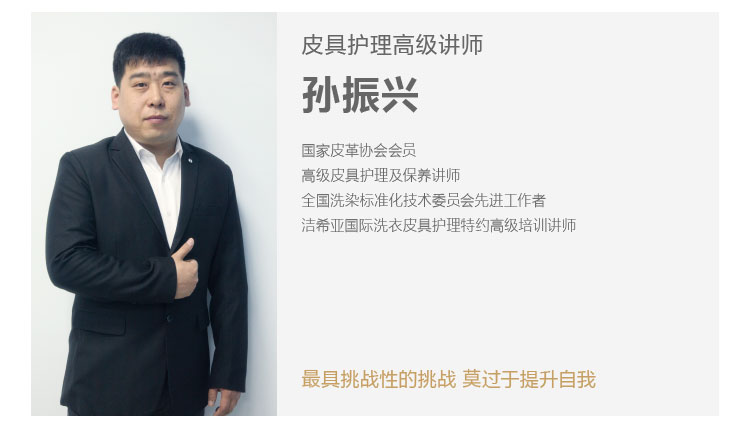 皮具护理高级讲师
孙振兴
国家皮革协会会员
高级皮具护理及保养讲师
全国洗染标准化技术委员会先进工作者
洁希亚国际洗衣皮具护理特约高级培训讲师
最具挑战性的挑战 莫过于提升自我